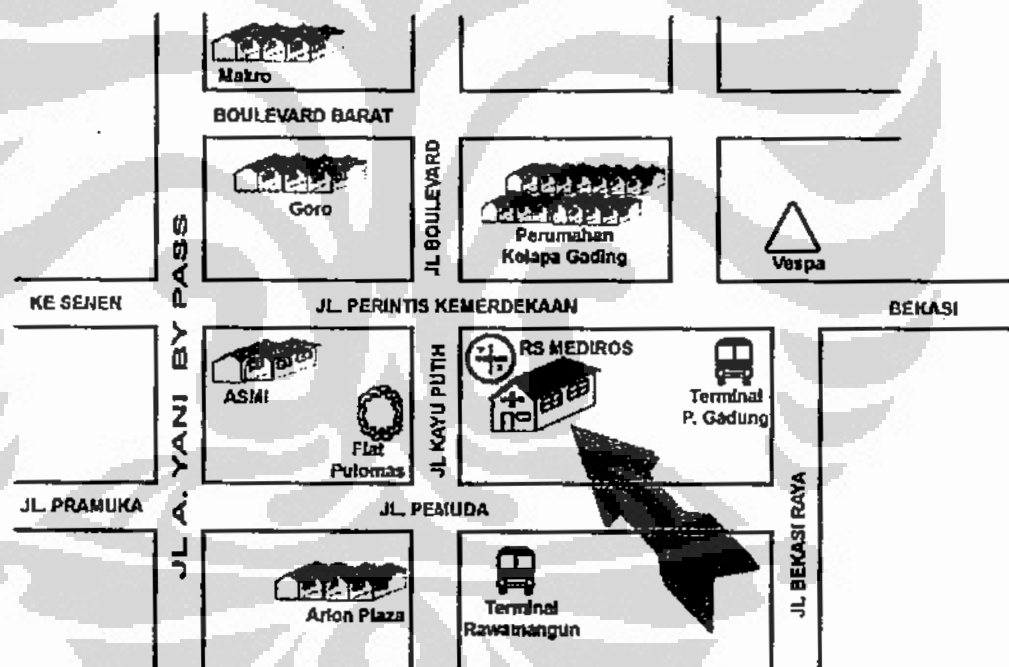 Makro
BOULEVARD BARAT
Goro
JL BOULEVARD
Perumahan
Kelapa Gading
Vespa
KE SENEN
JL. PERINTIS KEMERDEKAAN
BEKASI
JL. A. YANI BY PASS
ASMI
Flat
Pulomas
JL KAYU PUTIH
RS MEDIROS
Terminal
P. Gadung
JL. PRAMUKA
JL. PEMUDA
JL BEKASI RAYA
Arion Plaza
Terminal
Rawamangun